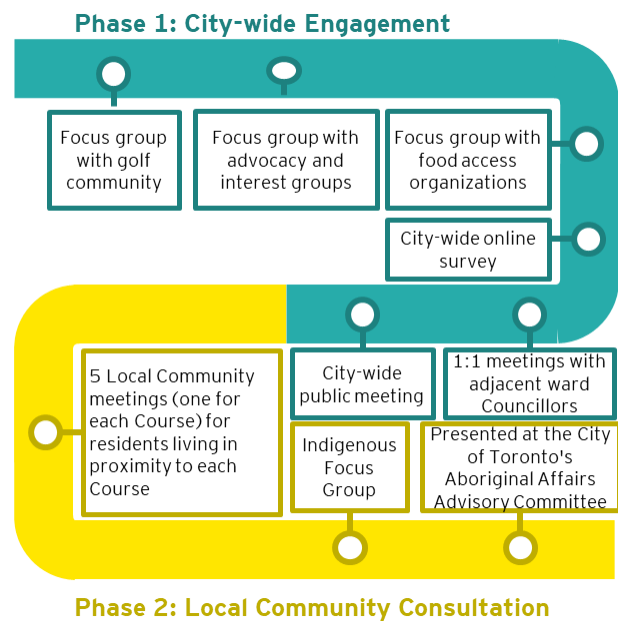 Phase 1: City-wide Engagement
Focus group
with golf
community
Focus group with
advocacy and
interest groups
Focus group with
food access
organizations
City-wide online
survey
1:1 meetings with
adjacent ward
Councillors
City-wide
public meeting
5 Local Community
meetings (one for
each Course) for
residents living in
proximity to each
Course
Indigenous
Focus
Group
Presented at the City
of Toronto's
Aboriginal Affairs
Advisory Committee
Phase 2: Local Community Consultation